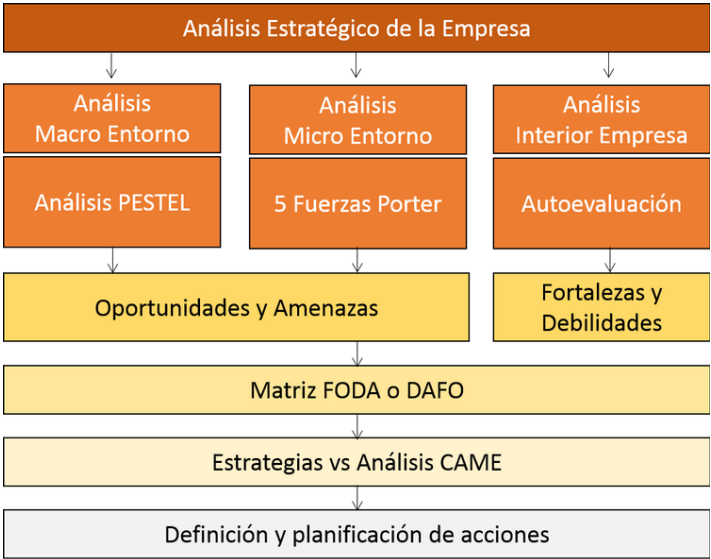 Análisis Estratégico de la Empresa
Análisis
Macro Entorno
Análisis
Micro Entorno
Análisis
Interior Empresa
Análisis PESTEL
5 Fuerzas Porter
Autoevaluación
Oportunidades y Amenazas
Fortalezas y
Debilidades
Matriz FODA o DAFO
Estrategias vs Análisis CAME
Definición y planificación de acciones